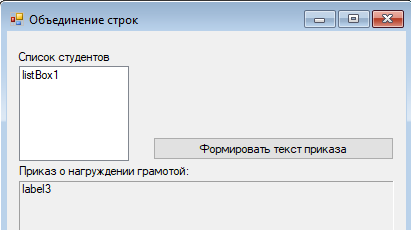 Объединение строк
Список студентов
listBox1
Формировать текст приказа
Приказ о нагруждении грамотой:
label3